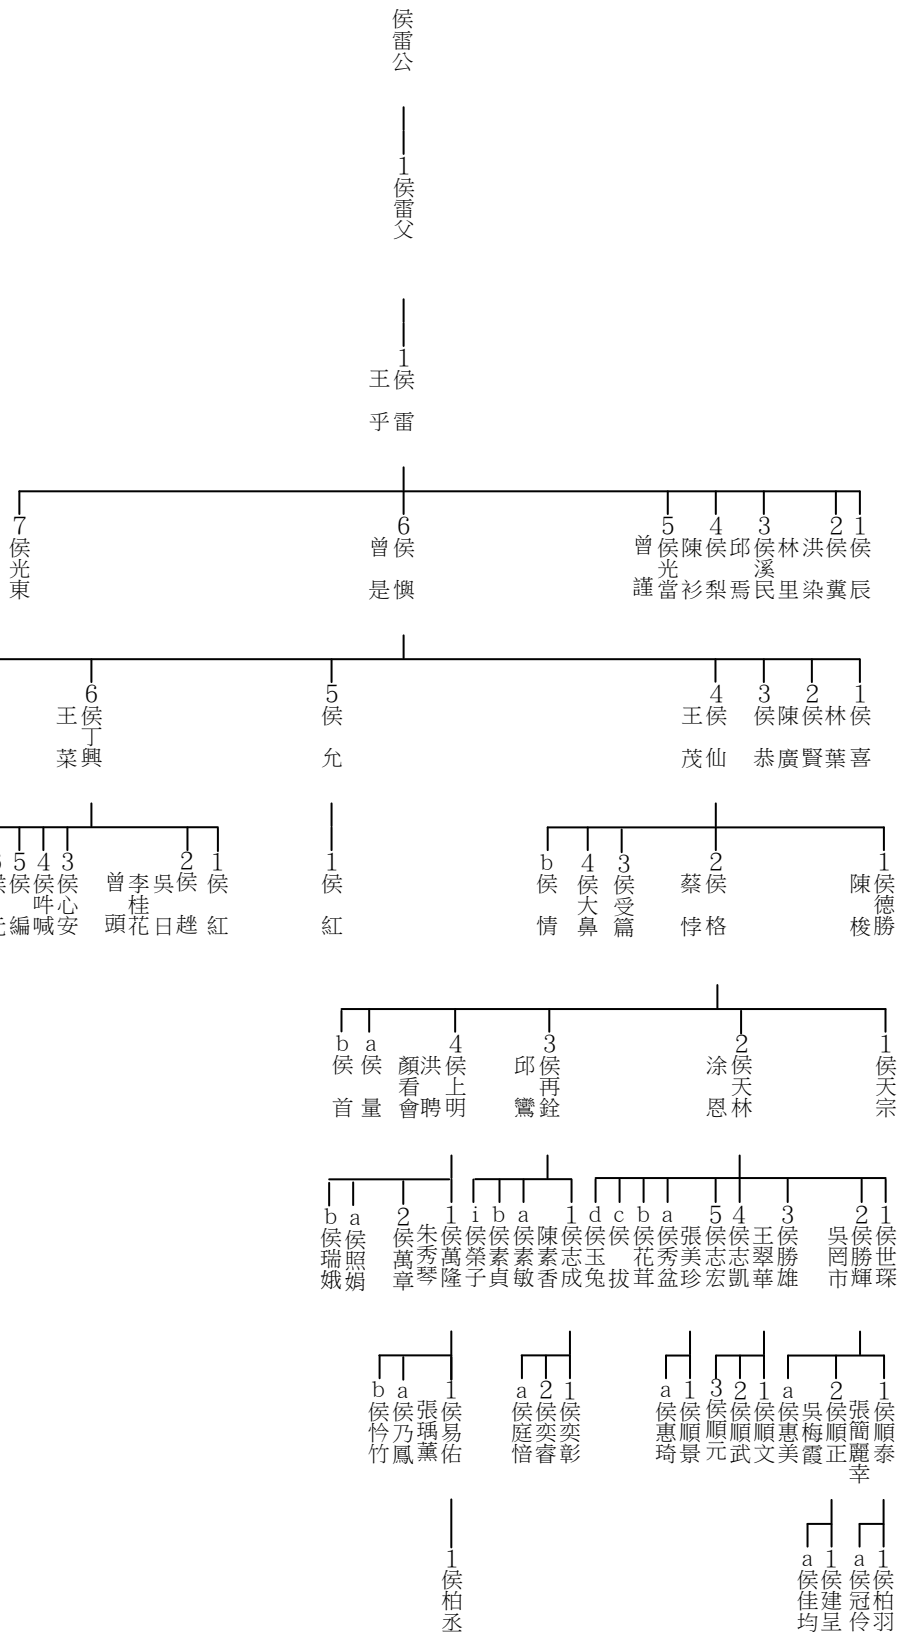 侯雷公
1侯雷父
1侯 雷
王 乎
1侯 辰
2侯 糞
洪 染
林 里
3侯溪民
邱 焉
4侯 梨
陳 衫
5侯光當
曾 謹
6侯 懊
曾 是
7侯光東
1侯 喜
林 葉
2侯 賢
陳 廣
3侯 恭
4侯 仙
王 茂
5侯 允
6侯丁興
王 菜
1侯德勝
陳 梭
2侯 格
蔡 悖
3侯受篇
4侯大鼻
b侯 情
1侯 紅
1侯 紅
2侯
吳 日
李桂花
曾 頭
3侯心安
4侯吽喊
5侯 編
1侯天宗
2侯天林
涂 恩
3侯再銓
邱 鸞
4侯上明
洪 聘
顏看會
a侯 量
b侯 首
1侯世琛
2侯勝輝
吳罔市
3侯勝雄
王翠華
4侯志凱
5侯志宏
張美珍
a侯秀盆
b侯花茸
c侯 拔
d侯玉兔
1侯志成
陳素香
a侯素敏
b侯素貞
i侯榮子
1侯萬隆
朱秀琴
2侯萬章
a侯照娟
b侯瑞娥
1侯順泰
張簡麗幸
2侯順正
吳梅霞
a侯惠美
1侯順文
2侯順武
3侯順元
1侯順景
a侯惠琦
1侯奕彰
2侯奕睿
a侯庭愔
1侯易佑
張瑀薰
a侯乃鳳
b侯忴竹
1侯柏羽
a侯冠伶
1侯建呈
a侯佳均
1侯柏丞